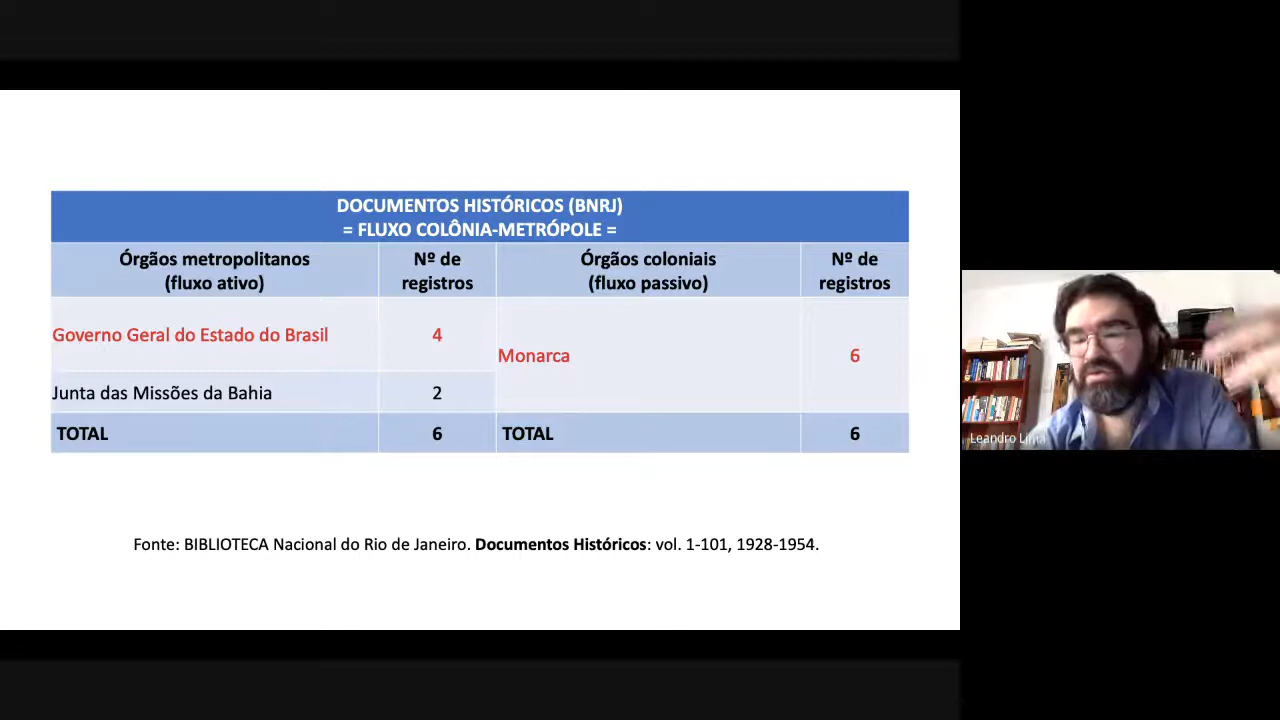 DOCUMENTOS HISTÓRICOS (BNRJ)
= FLUXO COLÔNIA-METRÓPOLE =
Órgãos metropolitanos
(fluxo ativo)
Nº de
registros
Órgãos coloniais
(fluxo passivo)
Nº de
registros
Governo Geral do Estado do Brasil
4
Monarca
6
Junta das Missões da Bahia
2
TOTAL
6
TOTAL
6
Fonte: BIBLIOTECA Nacional do Rio de Janeiro. Documentos Históricos: vol. 1-101, 1928-1954.
Leandro Lima